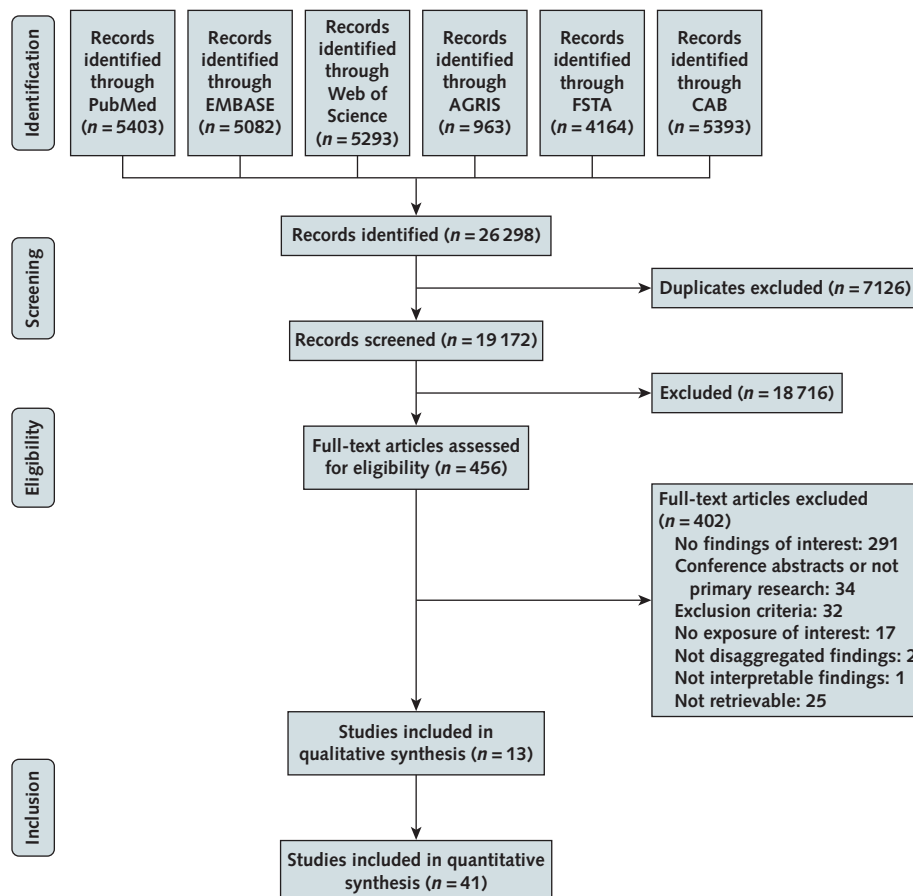 Identification
Records
identified
through
PubMed
(n = 5403)
Records
identified
through
EMBASE
(n = 5082)
Records
identified
through
Web of
Science
(n = 5293)
Records
identified
through
AGRIS
(n = 963)
Records
identified
through
FSTA
(n = 4164)
Records
identified
through
CAB
(n = 5393)
Records identified (n = 26 298)
Screening
Duplicates excluded (n = 7126)
Records screened (n = 19 172)
Excluded (n = 18 716)
Eligibility
Full-text articles assessed
for eligibility (n = 456)
Full-text articles excluded
(n = 402)
No findings of interest: 291
Conference abstracts or not
primary research: 34
Exclusion criteria: 32
No exposure of interest: 17
Not disaggregated findings: 2
Not interpretable findings: 1
Not retrievable: 25
Studies included in
qualitative synthesis (n = 13)
Inclusion
Studies included in quantitative
synthesis (n = 41)